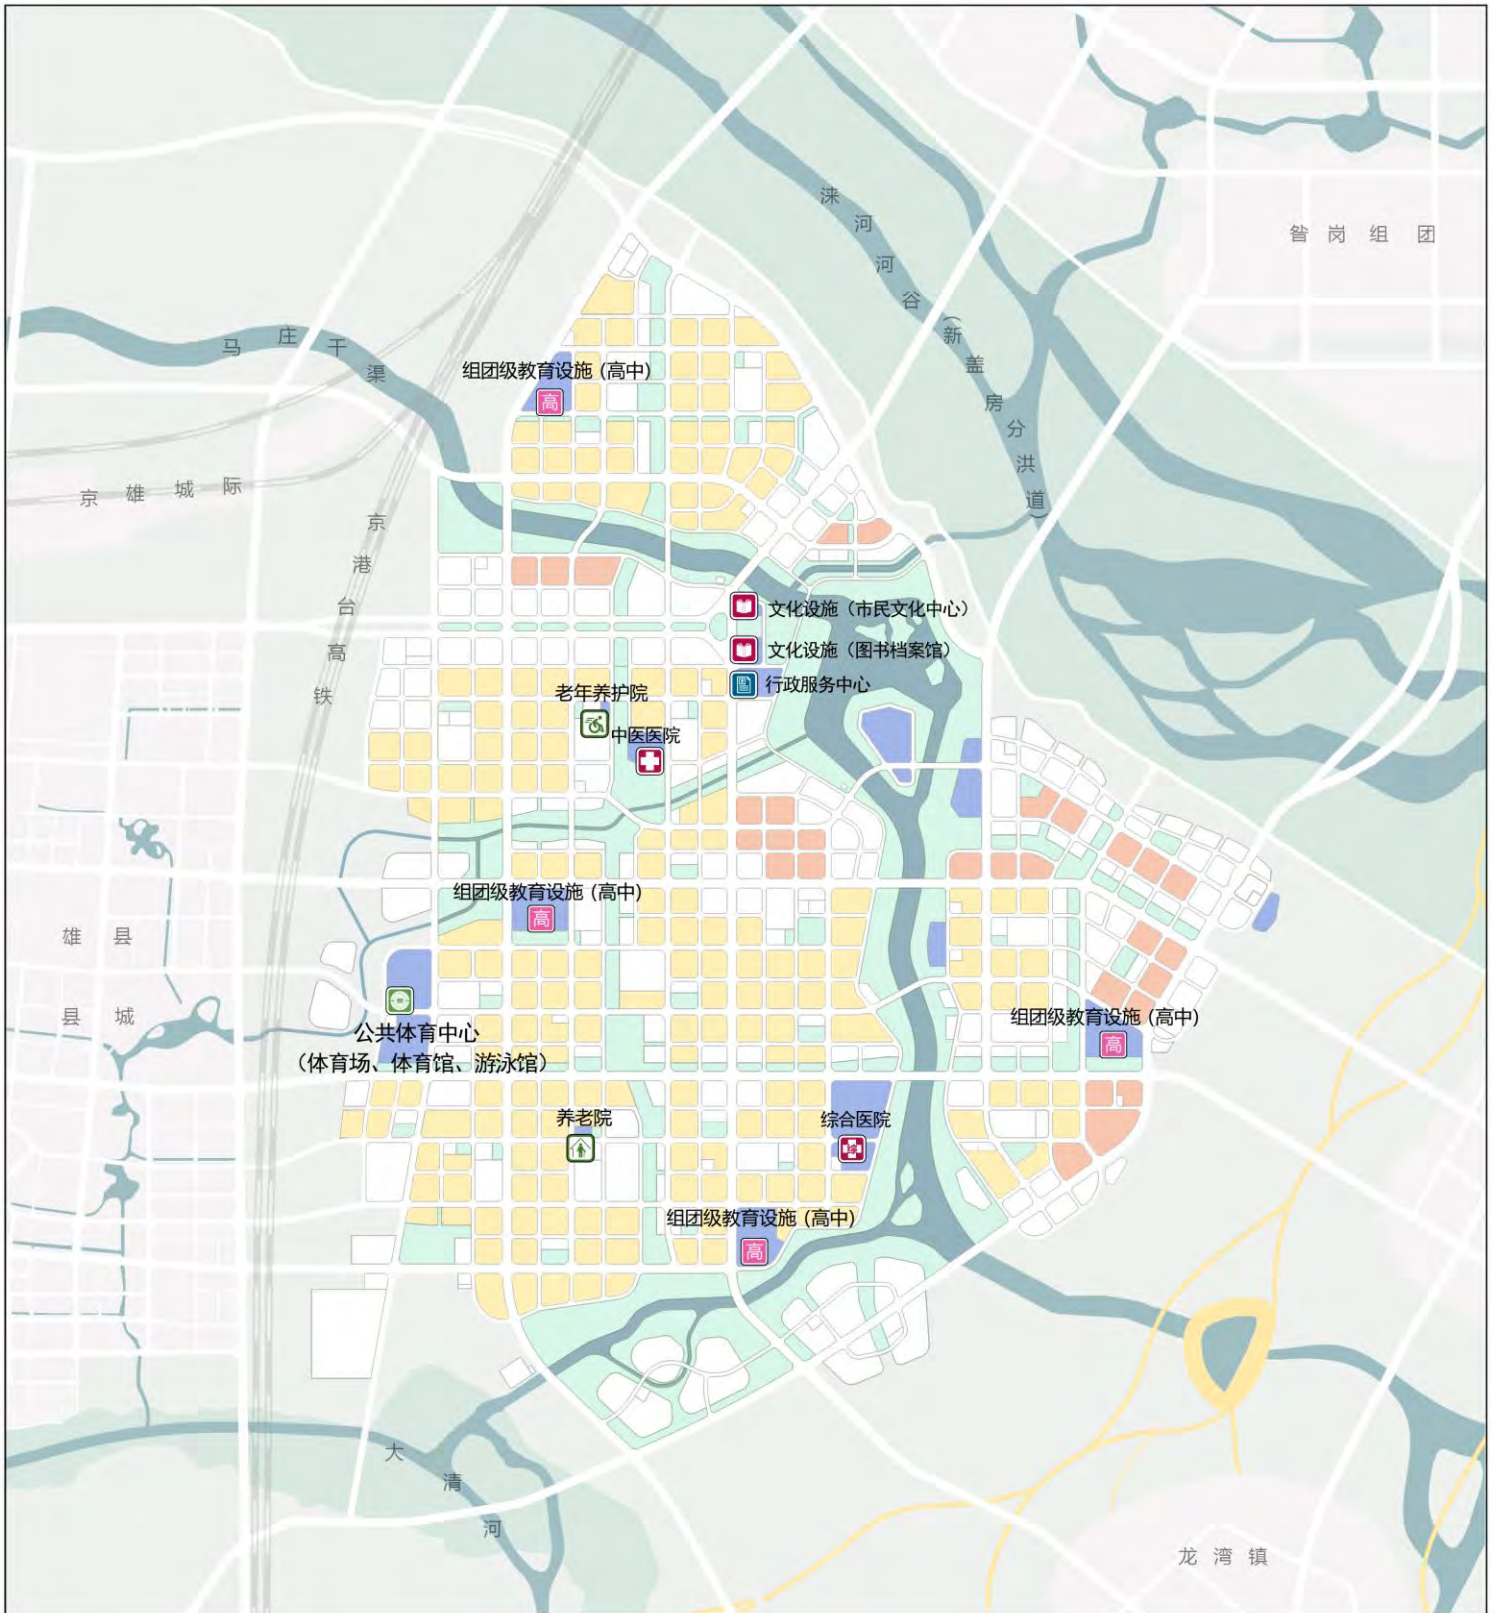 昝岗组团
涞河河谷(新盖房分洪道)
马庄干渠
组团级教育设施 (高中)
高
京雄城际
京港台高铁
文化设施（市民文化中心）
文化设施（图书档案馆）
行政服务中心
老年养护院
中医医院
组团级教育设施 (高中)
高
雄县
县城
公共体育中心
（体育场、体育馆、游泳馆）
组团级教育设施 (高中)
高
养老院
综合医院
综
组团级教育设施 (高中)
高
大清河
龙湾镇